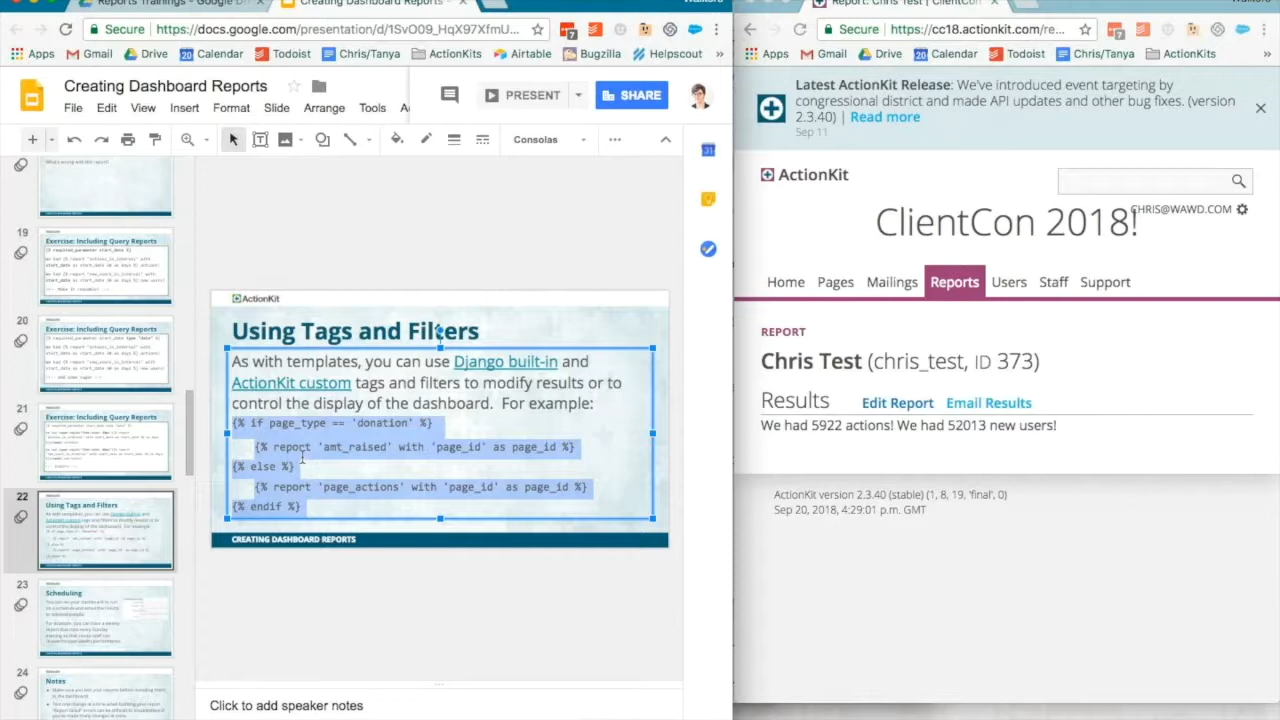 Reports Trainings - Google D
Creating Dashboard Reports
Report: Chris Test | ClientCon
Secure
https://docs.google.com/presentation/d/1SvO09_HqX97XfmU...
Secure
https://cc18.actionkit.com/re...
Apps
Gmail
Drive
Calendar
Todoist
Chris/Tanya
ActionKits
Airtable
Bugzilla
Helpscout
»
Apps
Gmail
Drive
Calendar
Todoist
Chris/Tanya
ActionKits
»
Creating Dashboard Reports
File
Edit
View
Insert
Format
Slide
Arrange
Tools
PRESENT
SHARE
Consolas
Latest ActionKit Release: We've introduced event targeting by
congressional district and made API updates and other bug fixes. (version
2.3.40) | Read more
Sep 11
ActionKit
CHRIS@WAWD.COM
ClientCon 2018!
Home
Pages
Mailings
Reports
Users
Staff
Support
REPORT
Chris Test (chris_test, ID 373)
Results
Edit Report
Email Results
We had 922 actions! We had 52013 new users!
ActionKit version 2.3.40 (stable) (0, 8, 19, 'final', 0)
4:29:01 p.m. GMT
What's wrong with this report?
19
Exercise: Including Query Reports
20
Exercise: Including Query Reports
21
Exercise: Including Query Reports
22
Using Tags and Filters
23
Scheduling
24
Notes
ActionKit
Using Tags and Filters
As with templates, you can use Django built-in and
ActionKit custom tags and filters to modify results or to
control the display of the dashboard. For example:
{% if page_type == 'donation' %}
{% report 'amt_raised' with 'page_id' as page_id %}
{% else %}
{% report 'page_actions' with 'page_id' as page_id %}
{% endif %}
CREATING DASHBOARD REPORTS
Click to add speaker notes